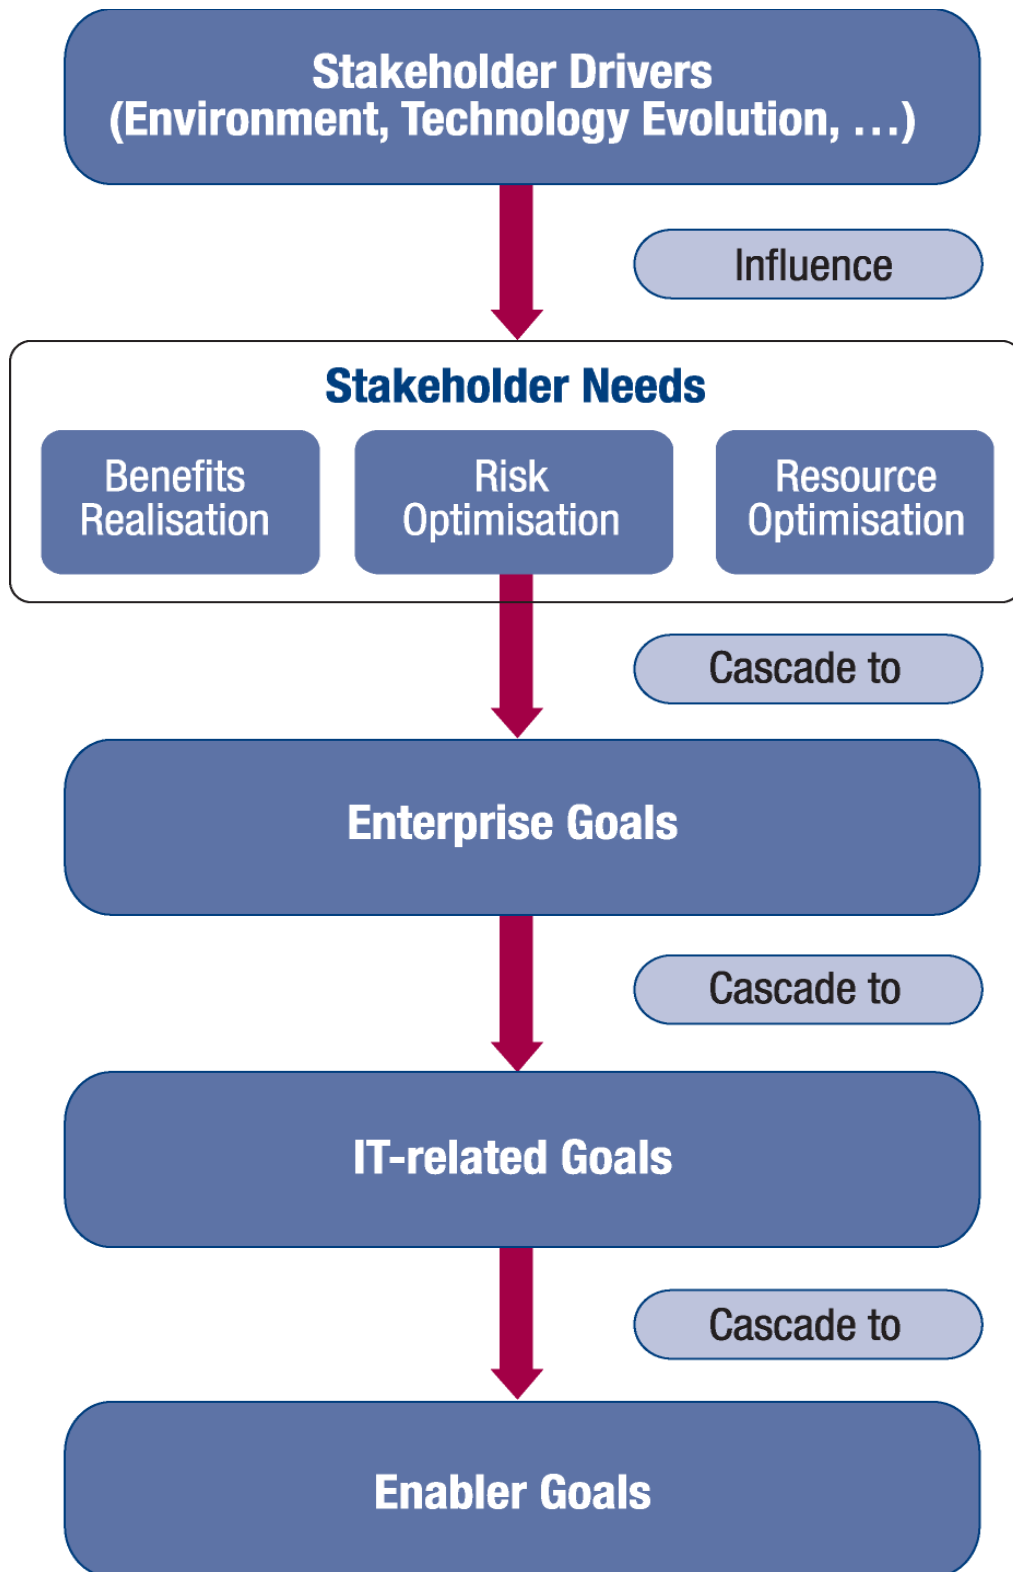 Stakeholder Drivers
(Environment, Technology Evolution, …)
Influence
Stakeholder Needs
Benefits
Realisation
Risk
Optimisation
Resource
Optimisation
Cascade to
Enterprise Goals
Cascade to
IT-related Goals
Cascade to
Enabler Goals